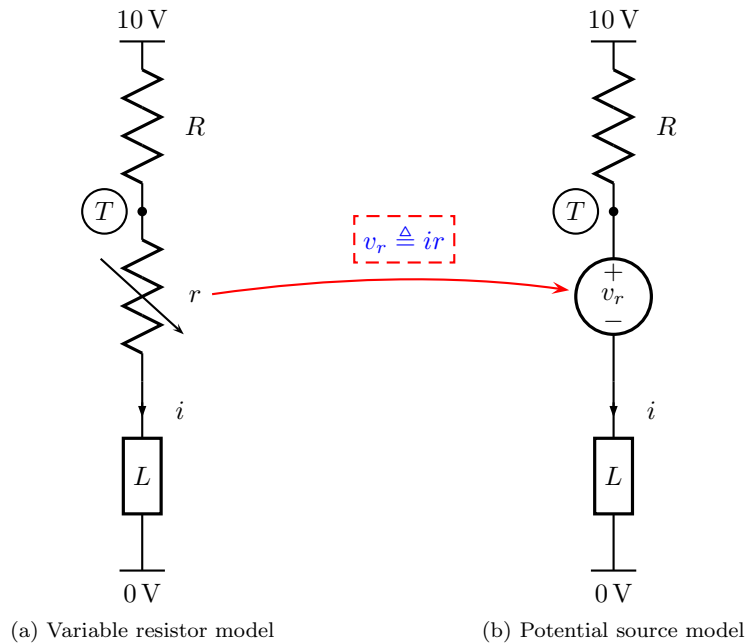 10 V
10 V
R
R
T
T
v_r ≜ ir
r
+
v_r
−
i
i
L
L
0 V
0 V
(a) Variable resistor model
(b) Potential source model